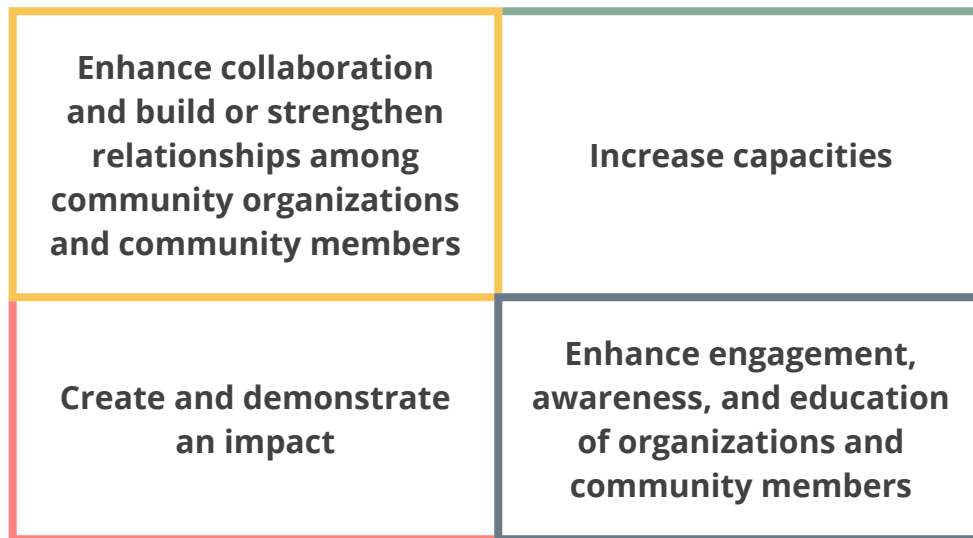 Enhance collaboration
and build or strengthen
relationships among
community organizations
and community members
Increase capacities
Create and demonstrate
an impact
Enhance engagement,
awareness, and education
of organizations and
community members